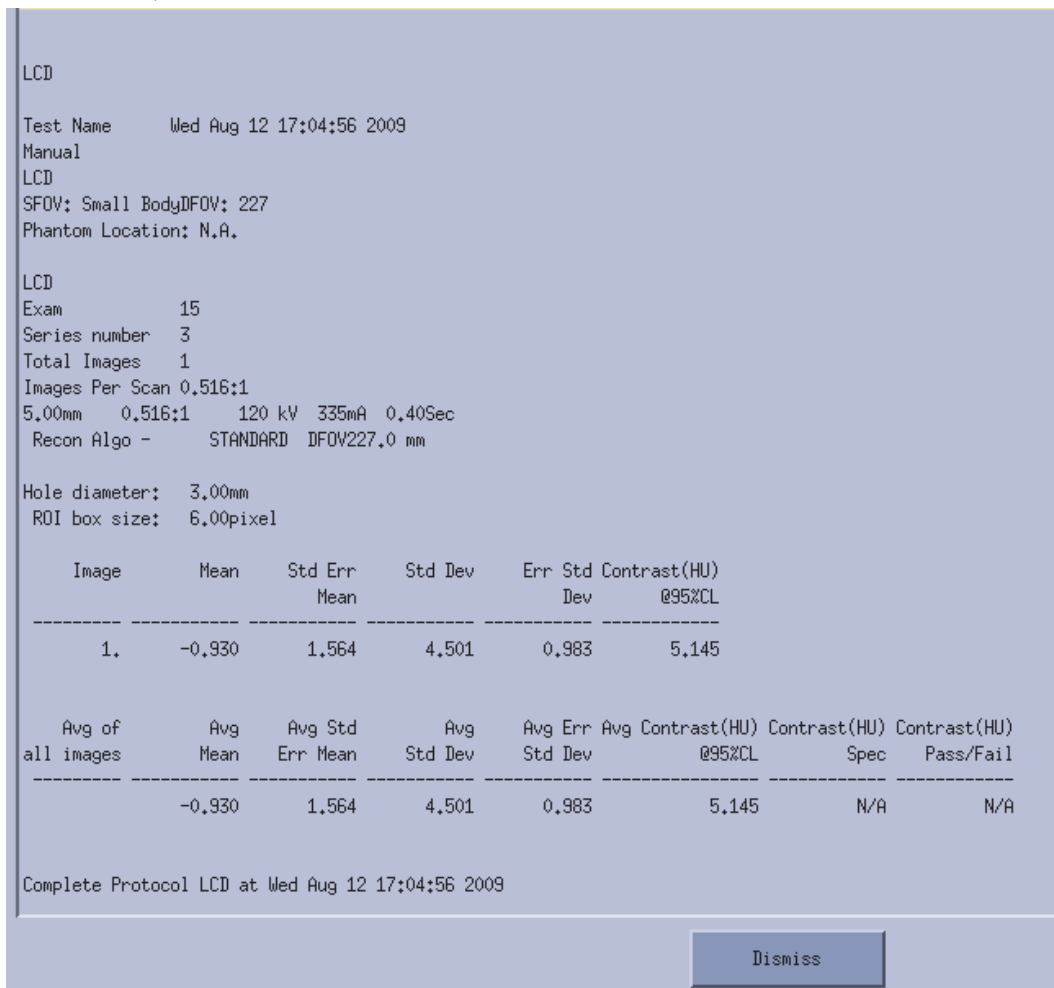 LCD
Test Name Wed Aug 12 17:04:56 2009
Manual
LCD
SFOV: Small BodyDFOV: 227
Phantom Location: N.A.
LCD
Exam 15
Series number 3
Total Images 1
Images Per Scan 0.516:1
5.00mm 0.516:1 120 kV 335mA 0.40Sec
Recon Algo - STANDARD DFOV227.0 mm
Hole diameter: 3.00mm
ROI box size: 6.00pixel
Image Mean Std Err Std Dev Err Std Contrast(HU)
Mean Dev @95%CL
--------- ----------- ----------- ----------- ----------- ------------
1. -0.930 1.564 4.501 0.983 5.145
Avg of Avg Avg Std Avg Avg Err Avg Contrast(HU) Contrast(HU) Contrast(HU)
all images Mean Err Mean Std Dev Std Dev @95%CL Spec Pass/Fail
--------- ----------- ----------- ----------- ----------- ---------------- ------------ ------------
-0.930 1.564 4.501 0.983 5.145 N/A N/A
Complete Protocol LCD at Wed Aug 12 17:04:56 2009
Dismiss